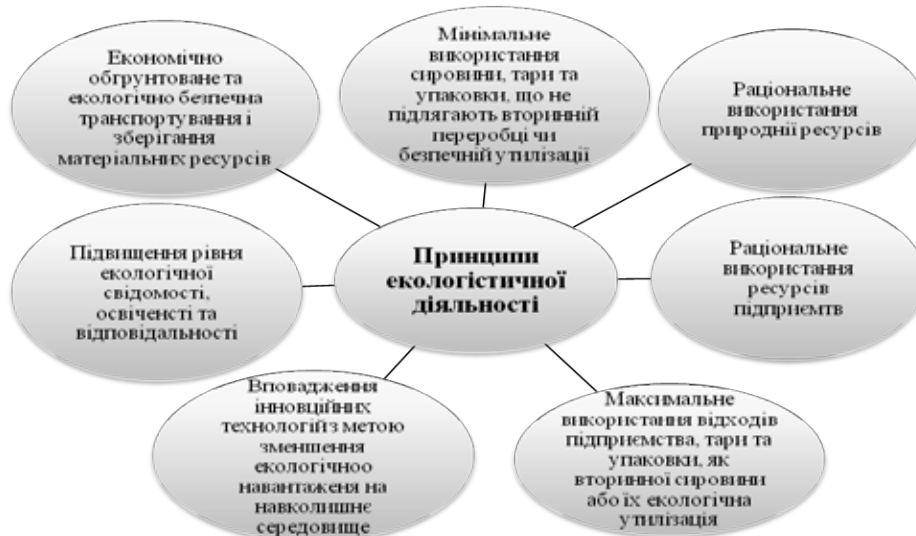 Економічно
обгрунтоване та
екологічно безпечна
транспортування і
зберігання
матеріальних ресурсів
Мінімальне
використання
сировини, тари та
упаковки, що не
підлягають вторинній
переробці чи
безпечній утилізації
Раціональне
використання
природнії ресурсів
Підвищення рівня
екологічної
свідомості,
освіченсті та
відповідальності
Принципи
екологістичної
діяльності
Раціональне
використання
ресурсів
підприємтв
Вповадження
інновційних
технологій з метою
зменшення
екологічноо
навантаженя на
навколишнє
середовище
Максимальне
використання відходів
підприємства, тари та
упаковки, як
вторинної сировини
або їх екологічна
утилізація